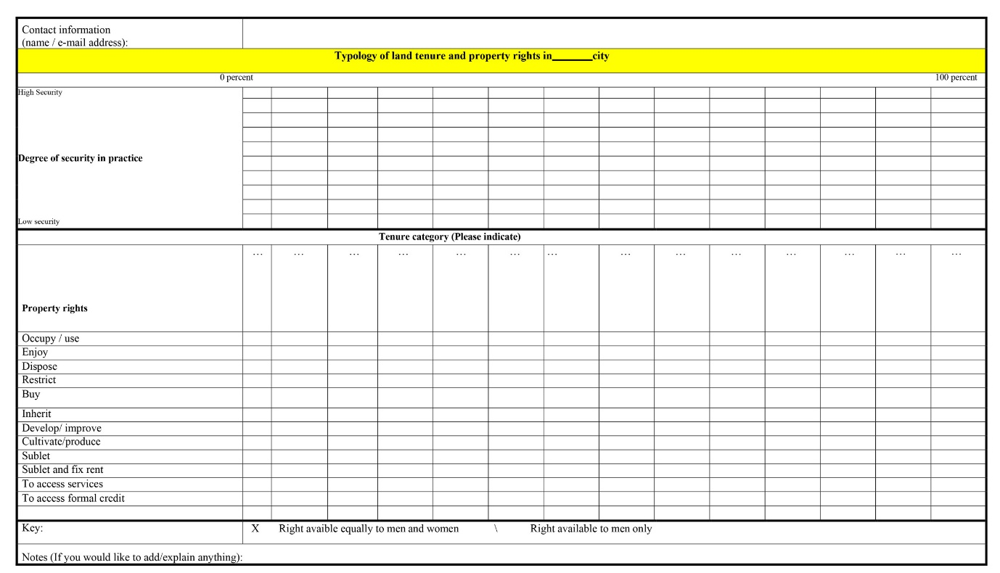 Contact information
(name / e-mail address):
Typology of land tenure and property rights in_______city
0 percent 100 percent
High Security
Degree of security in practice
Low security
Tenure category (Please indicate)
… … … … … … … … … … … … … …
Property rights
Occupy / use
Enjoy
Dispose
Restrict
Buy
Inherit
Develop/ improve
Cultivate/produce
Sublet
Sublet and fix rent
To access services
To access formal credit
Key: X Right avaible equally to men and women \ Right available to men only
Notes (If you would like to add/explain anything):